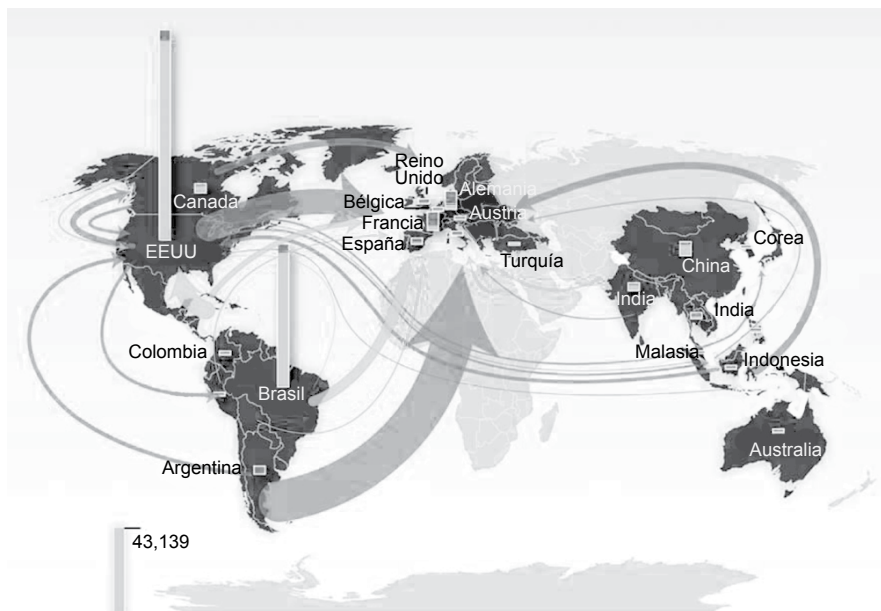 Reino
Unido
Alemania
Canada
Bélgica
Austria
Francia
EEUU
España
Turquía
Corea
China
India
India
Colombia
Malasia
Indonesia
Brasil
Argentina
Australia
43,139